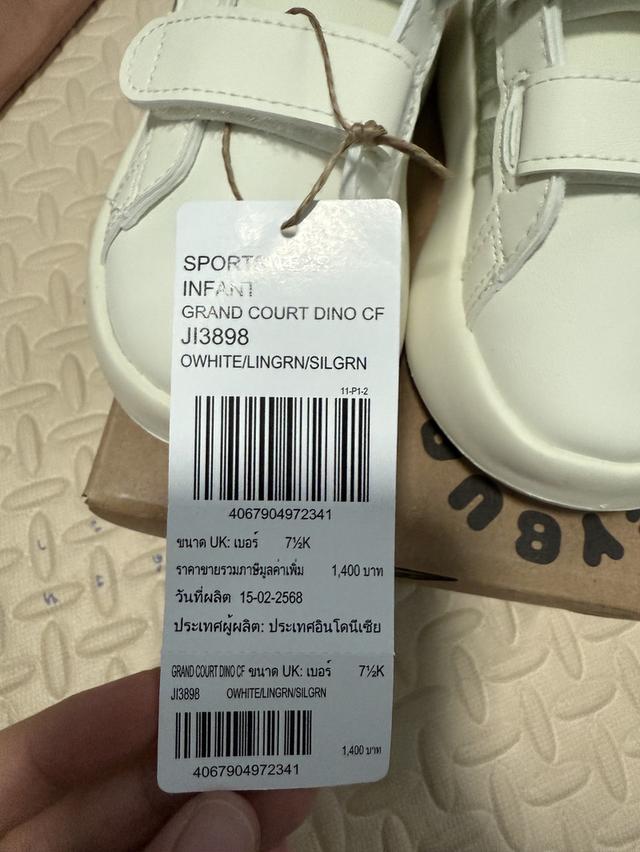 SPORTSWEAR
INFANT
GRAND COURT DINO CF
JI3898
OWHITE/LINGRN/SILGRN
11-P1-2
4067904972341
ขนาด UK: เบอร์ 7½K
ราคาขายรวมภาษีมูลค่าเพิ่ม 1,400 บาท
วันที่ผลิต 15-02-2568
ประเทศผู้ผลิต: ประเทศอินโดนีเซีย
GRAND COURT DINO CF ขนาด UK: เบอร์ 7½K
JI3898 OWHITE/LINGRN/SILGRN
1,400 บาท
4067904972341